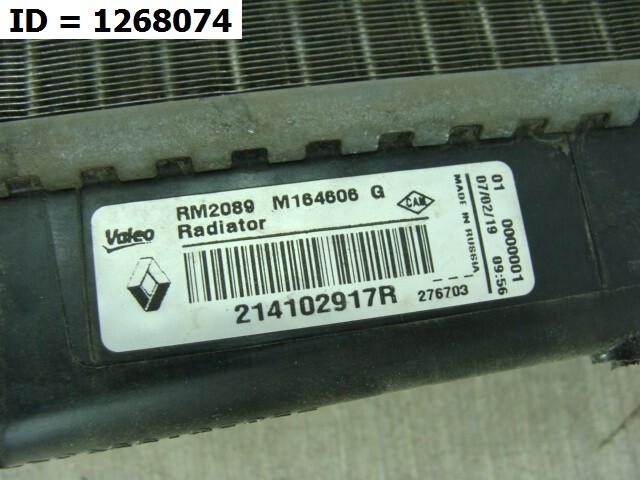 ID = 1268074
Valeo
RM2089 M164606 G
Radiator
CAM
214102917R
276703
MADE IN RUSSIA
07/02/19 09:56
01 0000001